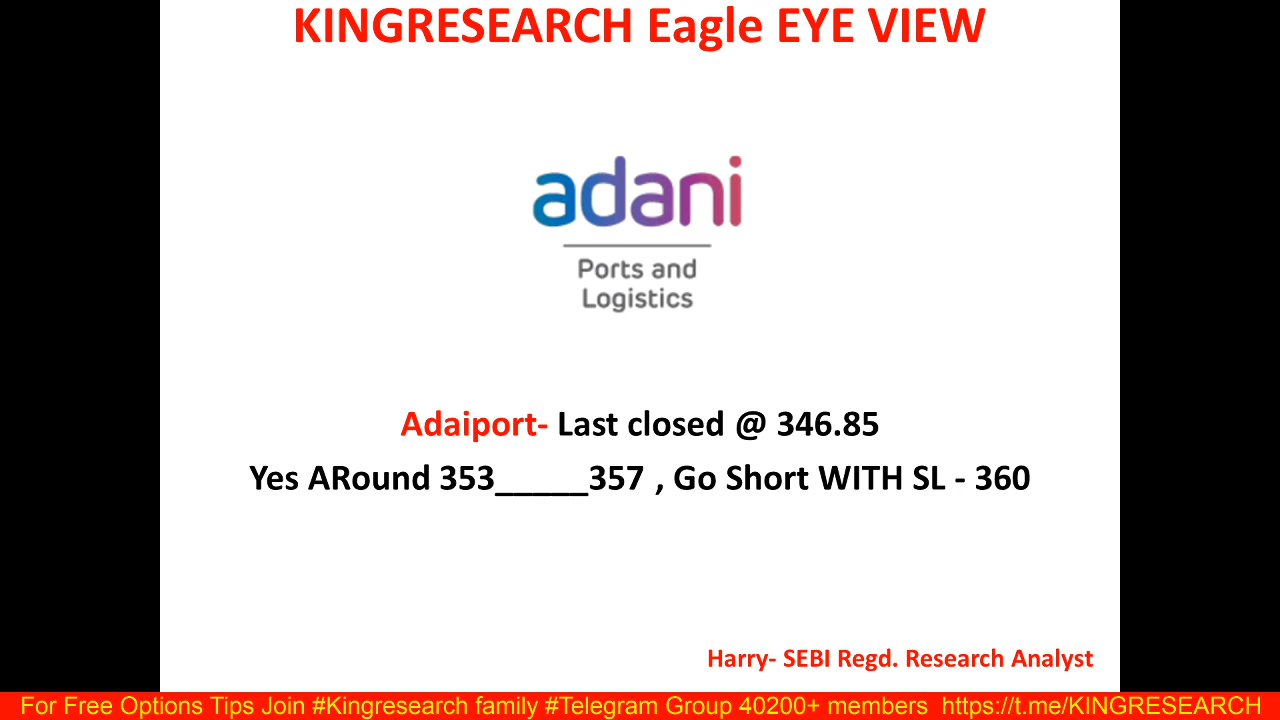 KINGRESEARCH Eagle EYE VIEW
adani
Ports and
Logistics
Adaiport- Last closed @ 346.85
Yes ARound 353_____357 , Go Short WITH SL - 360
Harry- SEBI Regd. Research Analyst
For Free Options Tips Join #Kingresearch family #Telegram Group 40200+ members https://t.me/KINGRESEARCH